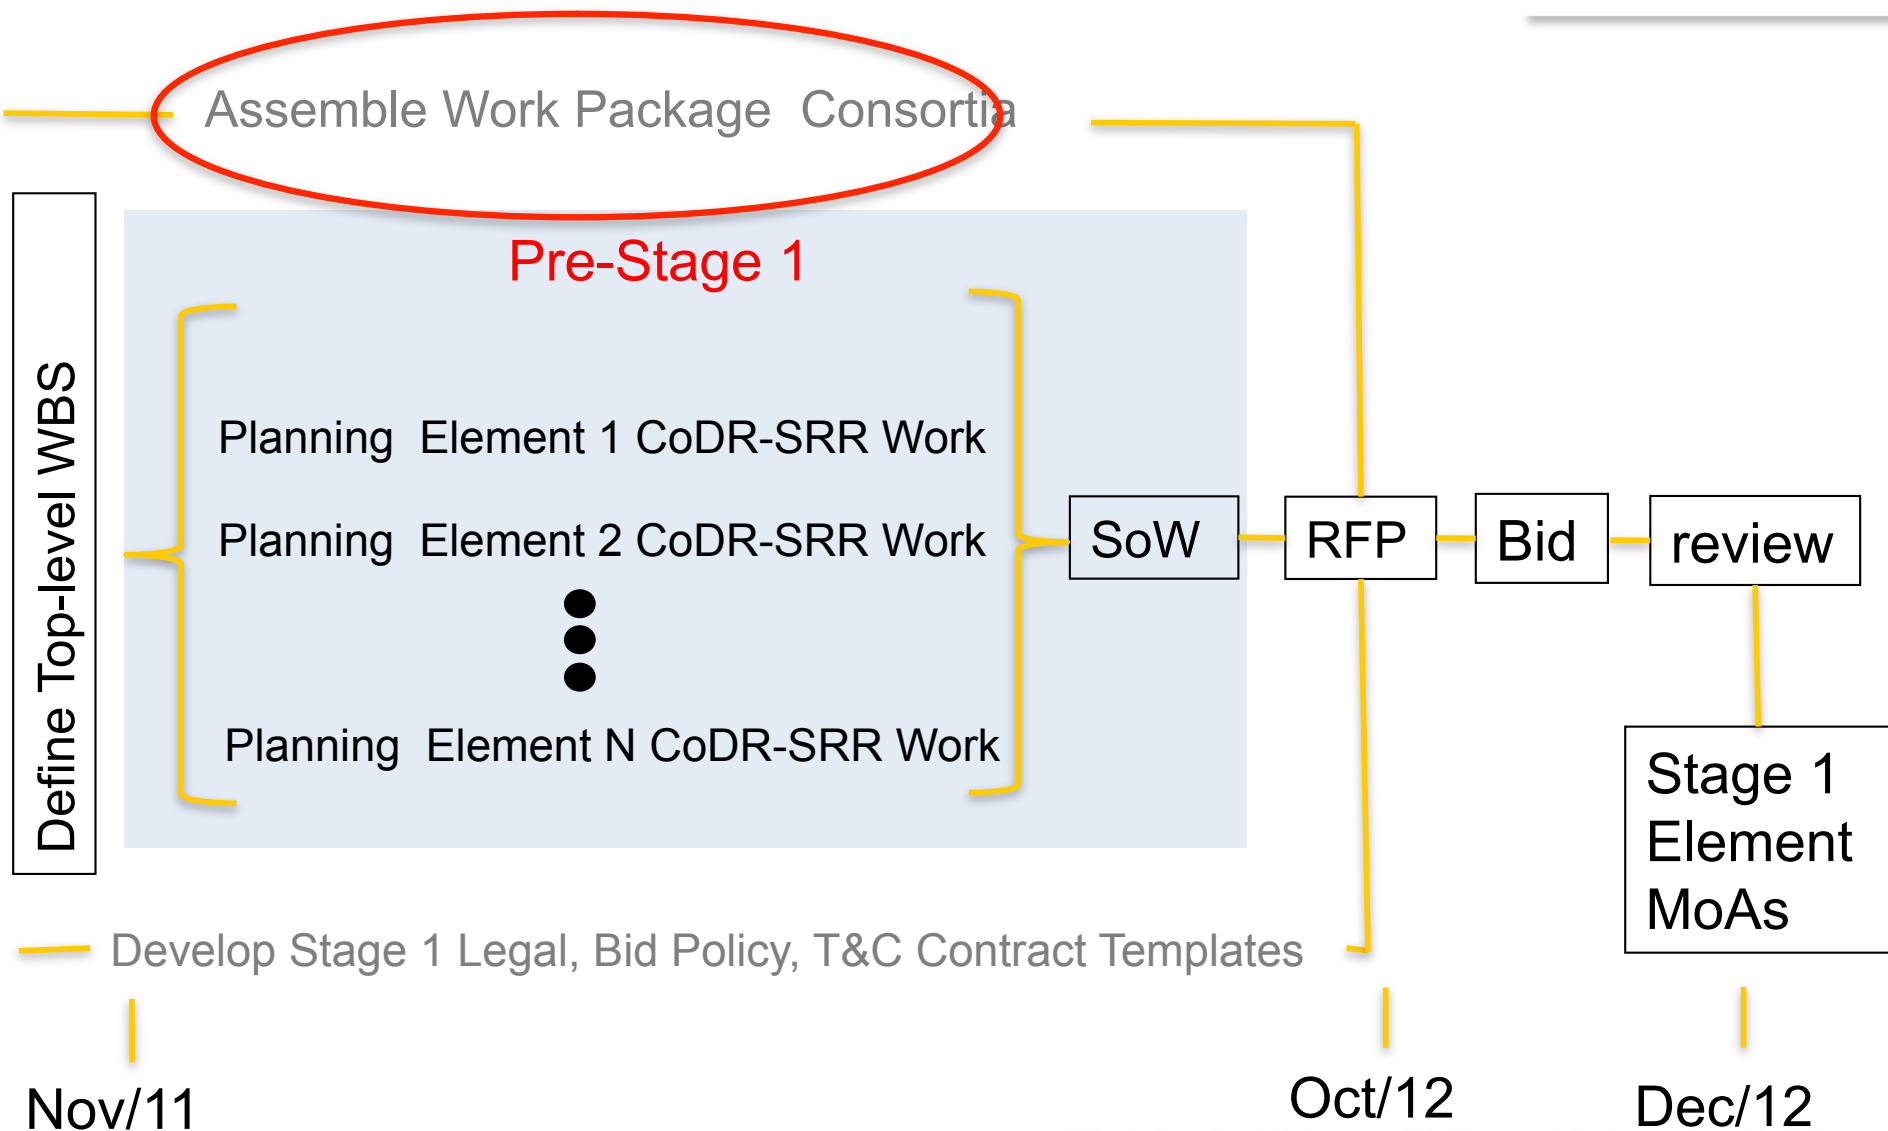 Assemble Work Package Consortia
Pre-Stage 1
Define Top-level WBS
Planning Element 1 CoDR-SRR Work
Planning Element 2 CoDR-SRR Work
Planning Element N CoDR-SRR Work
SoW
RFP
Bid
review
Stage 1
Element
MoAs
Develop Stage 1 Legal, Bid Policy, T&C Contract Templates
Nov/11
Oct/12
Dec/12